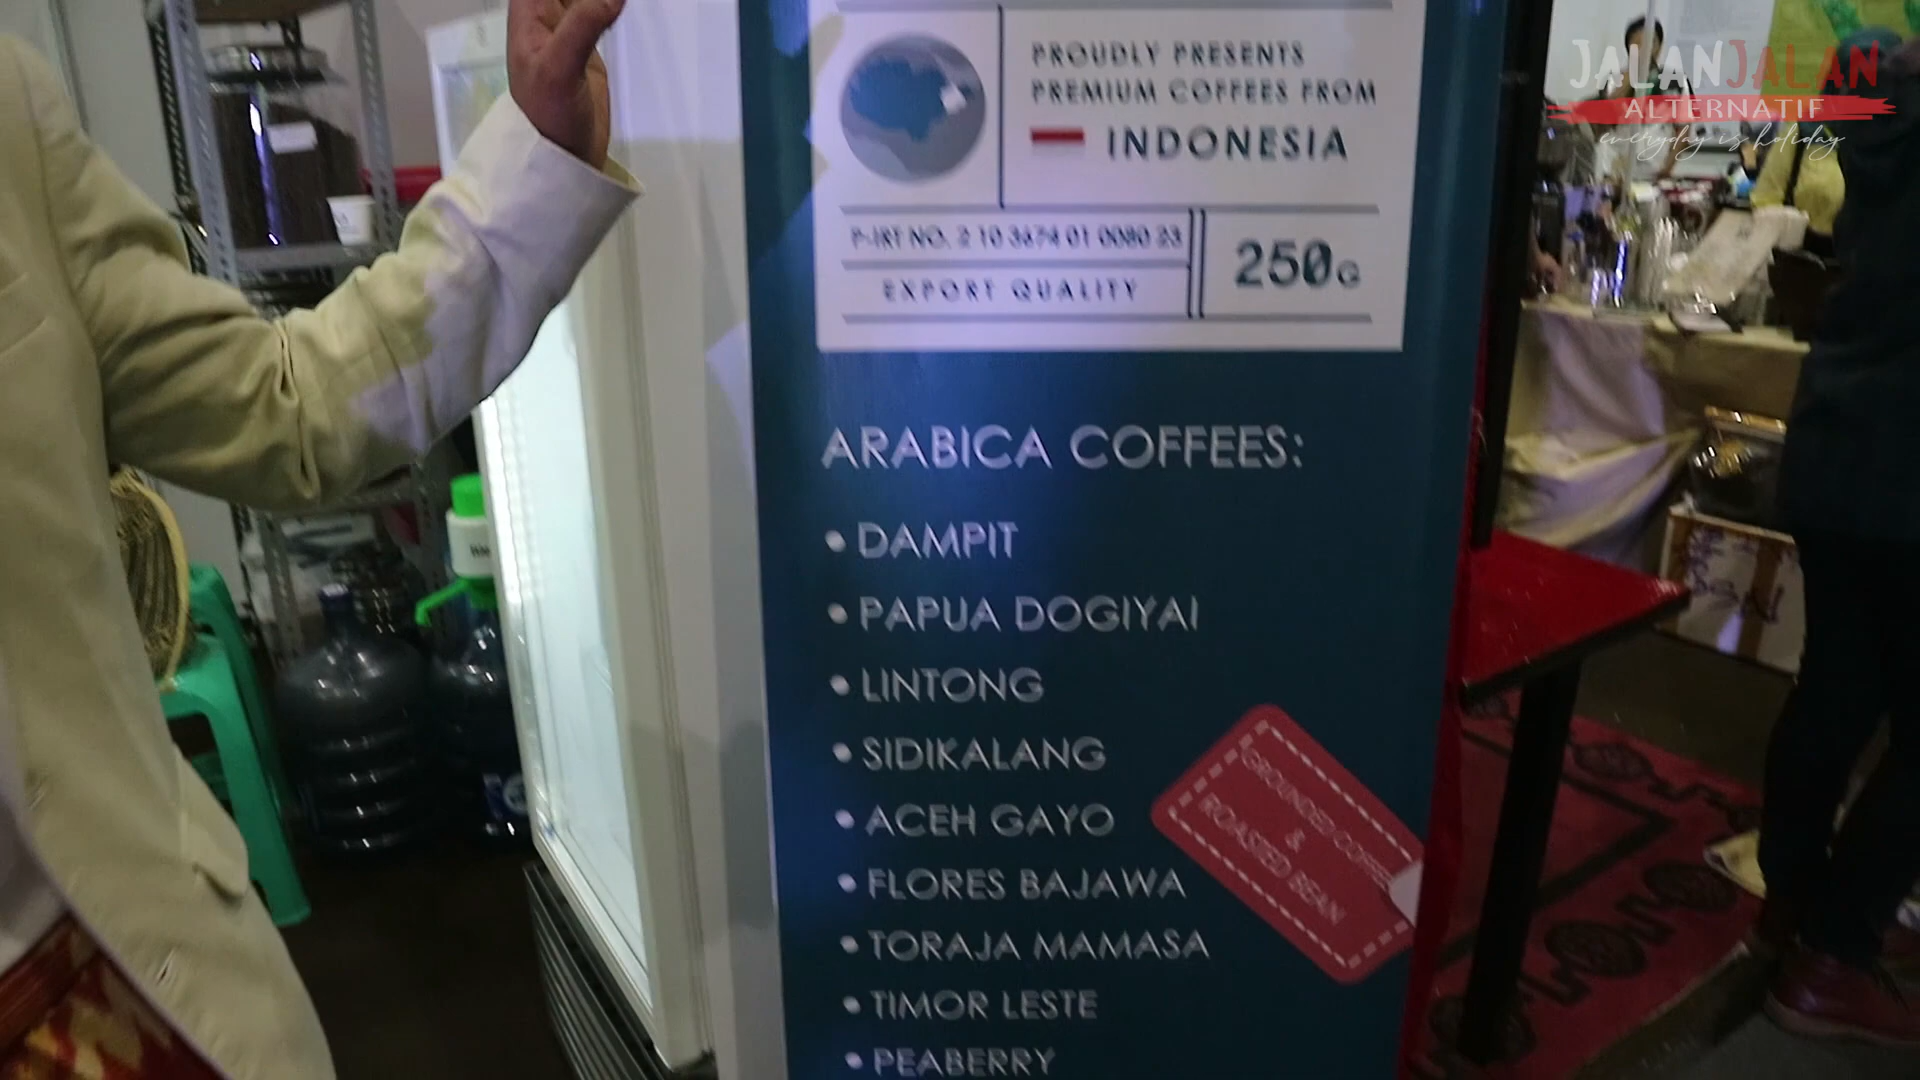 PROUDLY PRESENTS
PREMIUM COFFEES FROM
INDONESIA
P-IRT NO. 2 10 3674 01 0080 23
EXPORT QUALITY
250G
ARABICA COFFEES:
• DAMPIT
• PAPUA DOGIYAI
• LINTONG
• SIDIKALANG
• ACEH GAYO
• FLORES BAJAWA
• TORAJA MAMASA
• TIMOR LESTE
• PEABERRY
GROUNDED COFFEE
&
ROASTED BEAN
JALANJALAN
ALTERNATIF
everyday is holiday